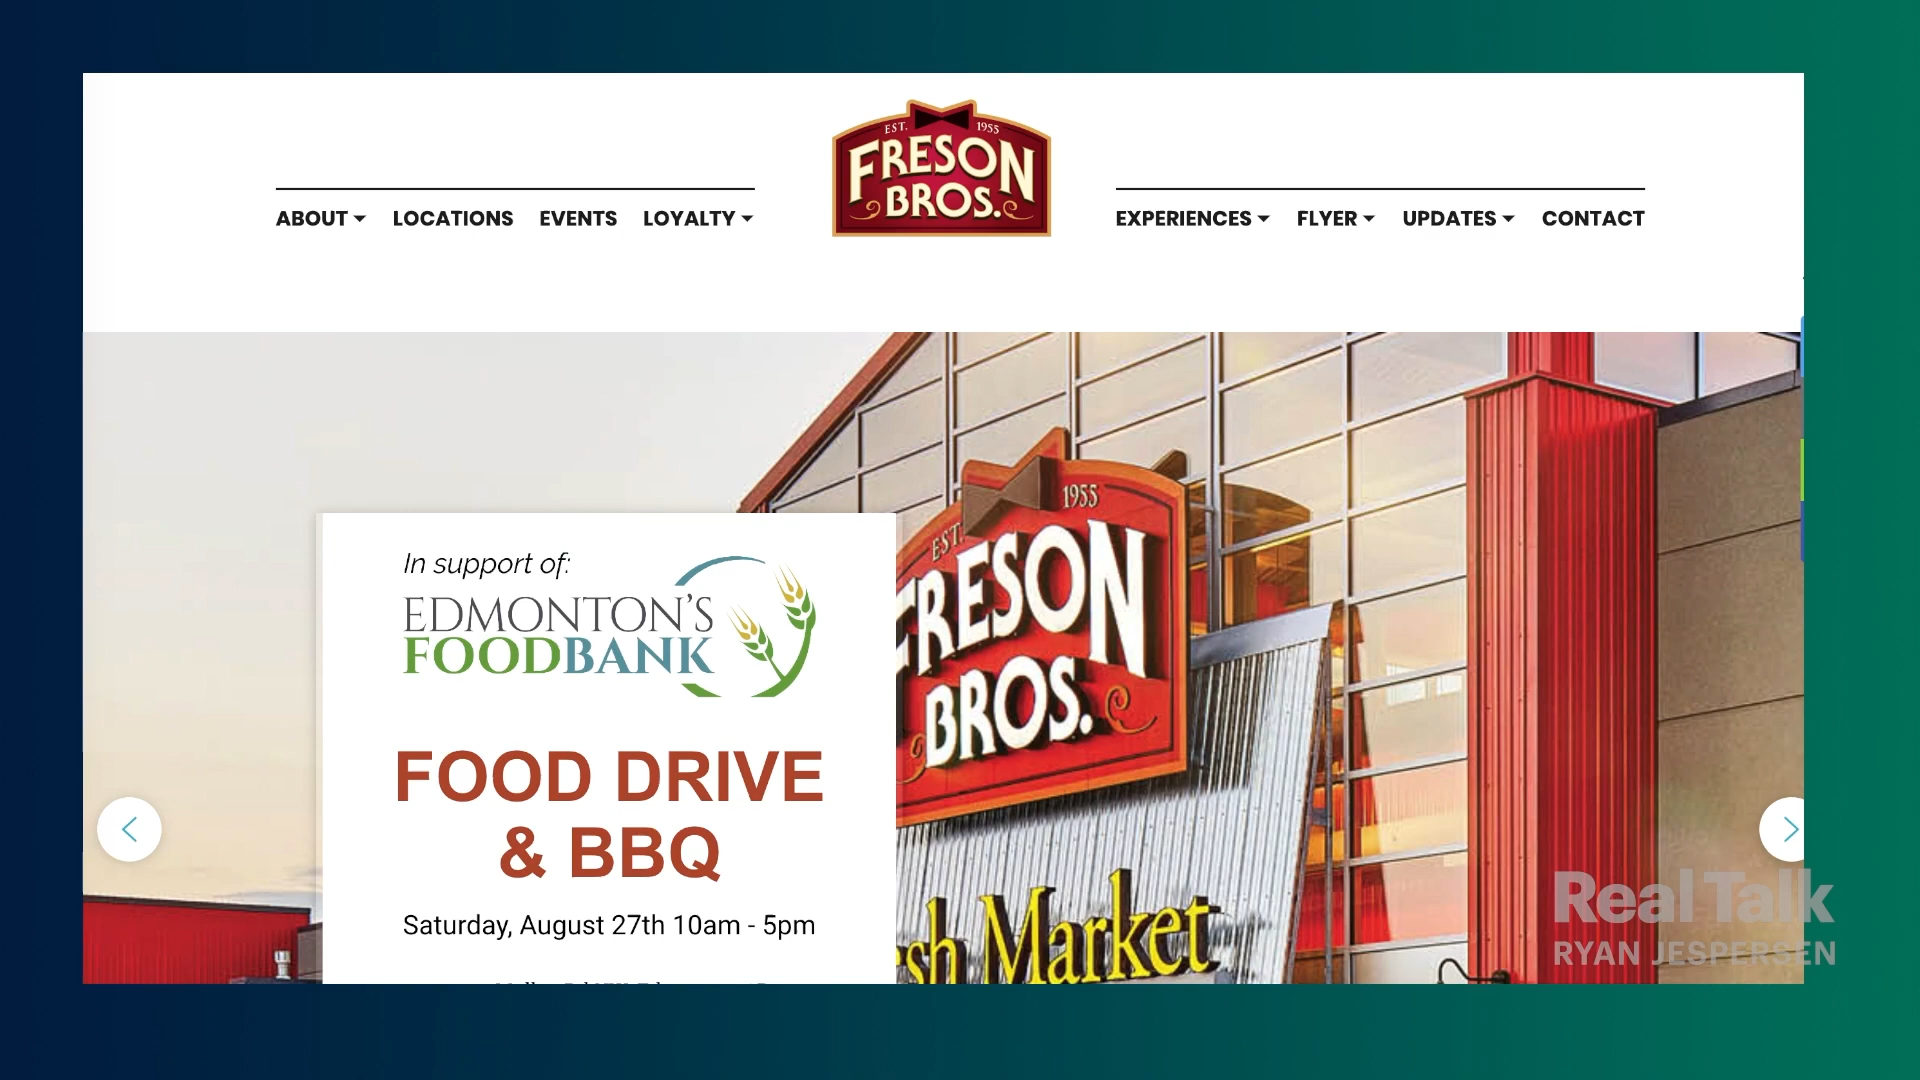 EST. 1955
FRESON
BROS.
ABOUT LOCATIONS EVENTS LOYALTY
EXPERIENCES FLYER UPDATES CONTACT
EST. 1955
FRESON
BROS.
In support of:
EDMONTON'S
FOODBANK
FOOD DRIVE
& BBQ
Saturday, August 27th 10am - 5pm
Market
Real Talk
RYAN JESPERSEN